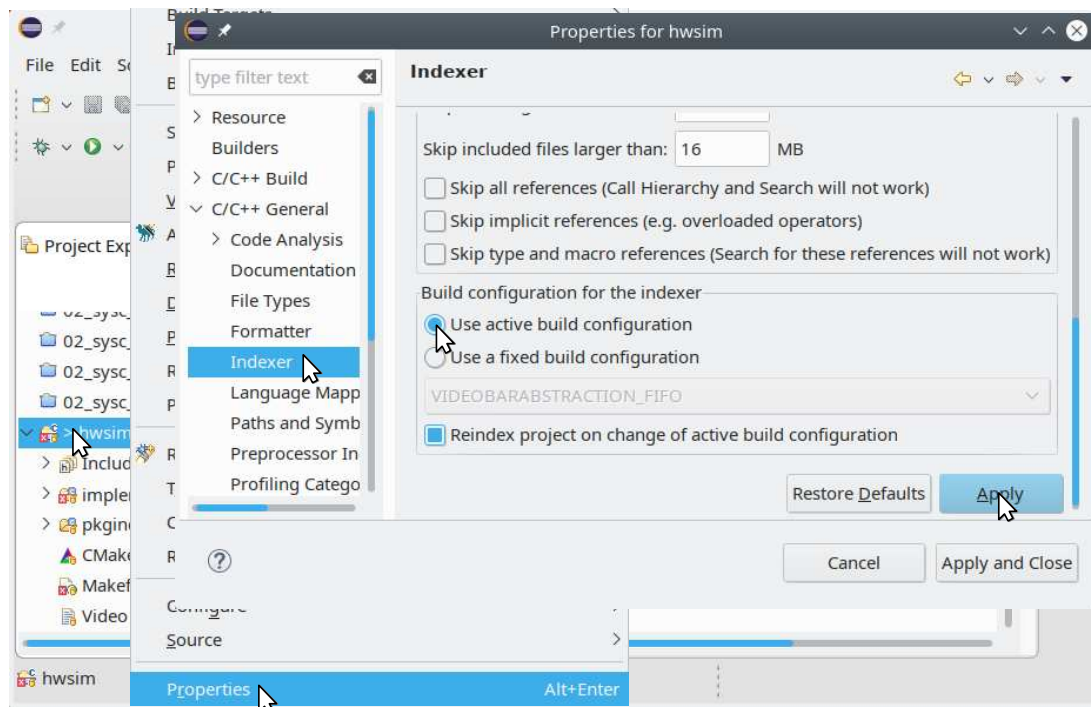 Build Targets
Properties for hwsim
File Edit
type filter text
Indexer
Resource
Builders
C/C++ Build
C/C++ General
Code Analysis
Documentation
File Types
Formatter
Indexer
Language Mapp
Paths and Symb
Preprocessor In
Profiling Catego
Skip included files larger than: 16 MB
Skip all references (Call Hierarchy and Search will not work)
Skip implicit references (e.g. overloaded operators)
Skip type and macro references (Search for these references will not work)
Build configuration for the indexer
Use active build configuration
Use a fixed build configuration
VIDEOBARABSTRACTION_FIFO
Reindex project on change of active build configuration
Restore Defaults Apply
Cancel Apply and Close
Project Exp
02_sysc_
02_sysc_
02_sysc_
02_sysc_
> hwsim
Includ
imple
pkgin
CMake
Makef
Video
hwsim
Configure
Source
Properties Alt+Enter